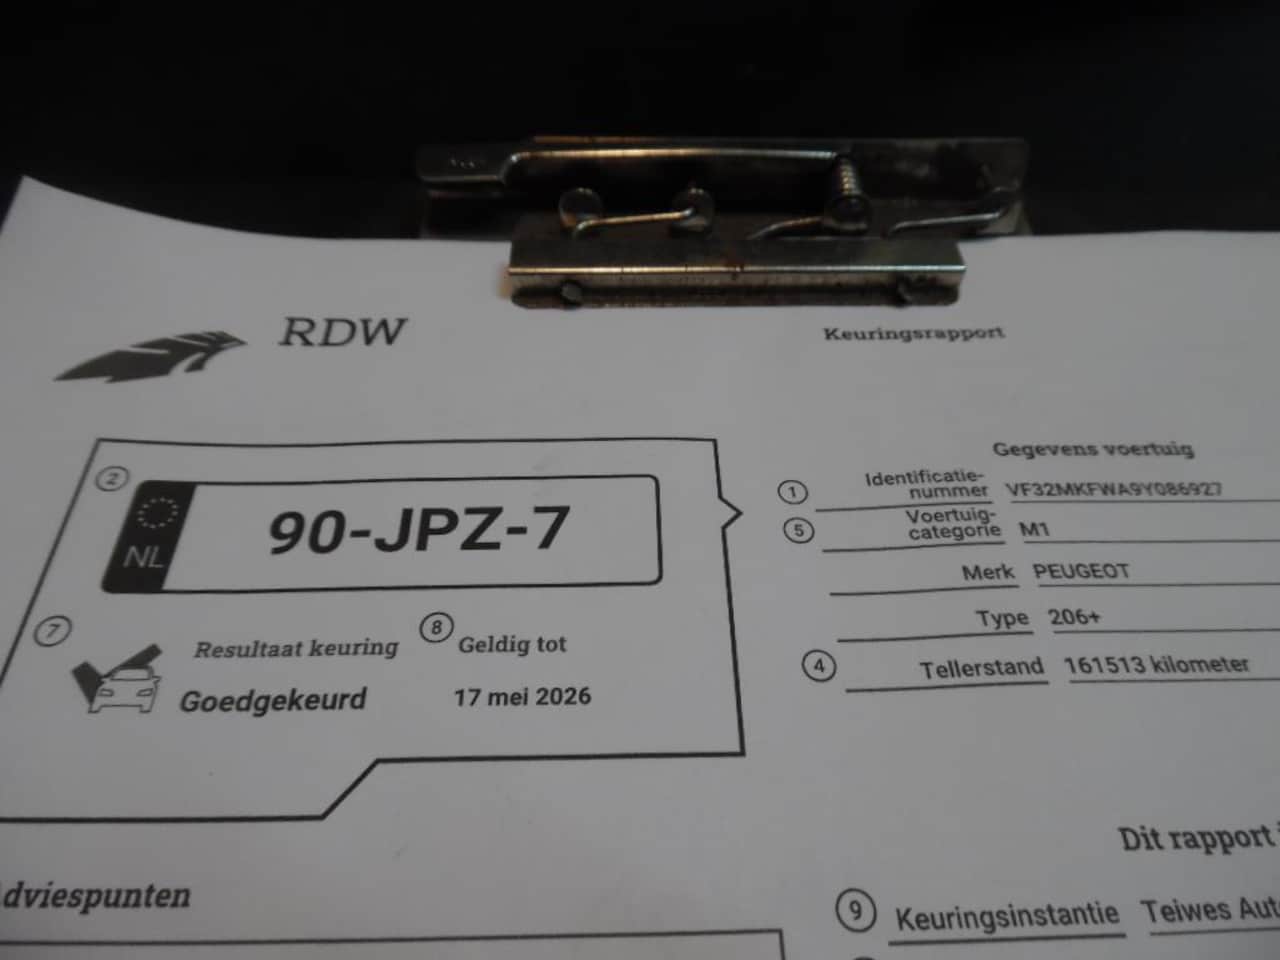 RDW
Keuringsrapport
2
NL
90-JPZ-7
7
Resultaat keuring
Goedgekeurd
8
Geldig tot
17 mei 2026
Gegevens voertuig
1
Identificatie-
nummer VF32MKFWA9Y086927
5
Voertuig-
categorie M1
Merk PEUGEOT
Type 206+
4
Tellerstand 161513 kilometer
dviespunten
Dit rapport
9
Keuringsinstantie Teiwes Aut